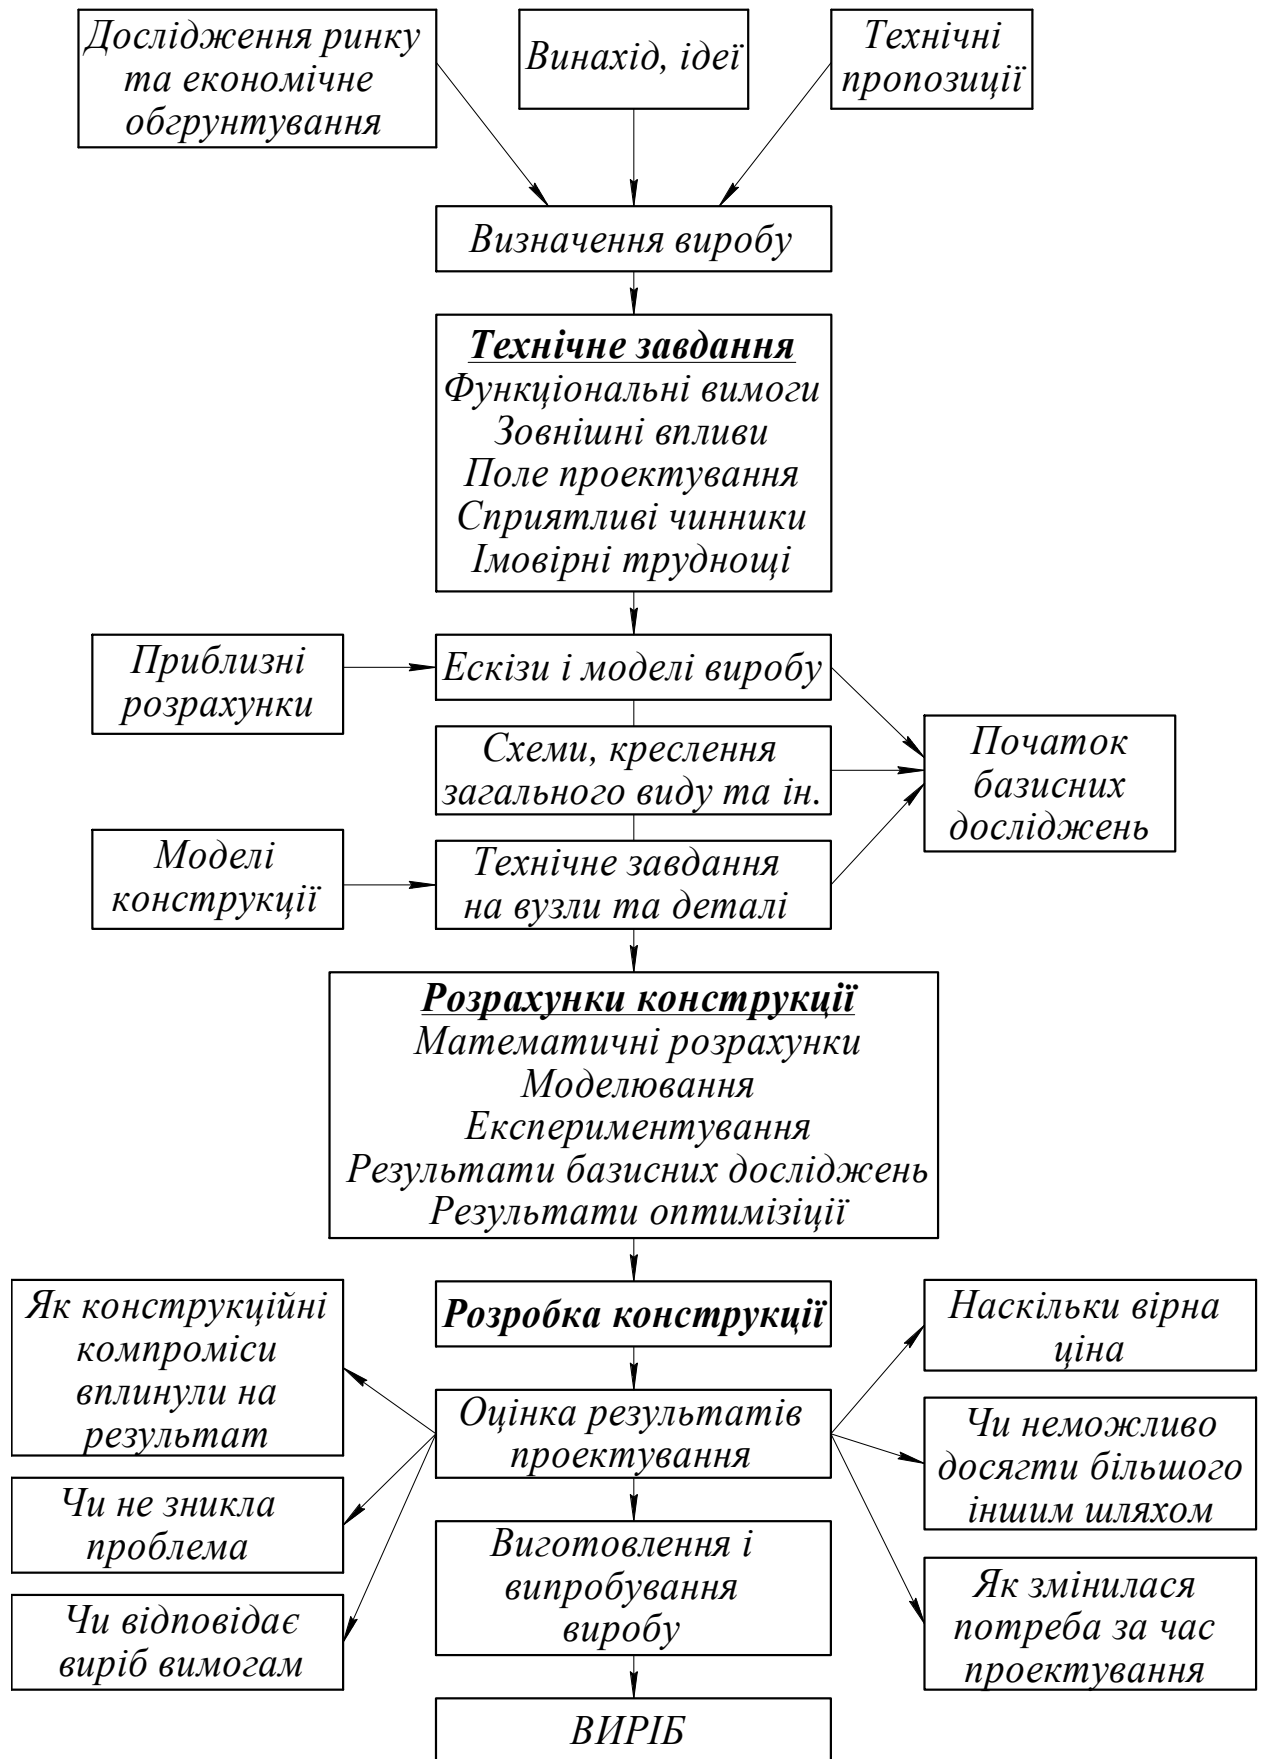 Дослідження ринку
та економічне
обгрунтування
Винахід, ідеї
Технічні
пропозиції
Визначення виробу
Технічне завдання
Функціональні вимоги
Зовнішні впливи
Поле проектування
Сприятливі чинники
Імовірні труднощі
Приблизні
розрахунки
Ескізи і моделі виробу
Схеми, креслення
загального виду та ін.
Початок
базисних
досліджень
Моделі
конструкції
Технічне завдання
на вузли та деталі
Розрахунки конструкції
Математичні розрахунки
Моделювання
Експериментування
Результати базисних досліджень
Результати оптимізіції
Розробка конструкції
Оцінка результатів
проектування
Як конструкційні
компроміси
вплинули на
результат
Чи не зникла
проблема
Чи відповідає
виріб вимогам
Наскільки вірна
ціна
Чи неможливо
досягти більшого
іншим шляхом
Як змінилася
потреба за час
проектування
Виготовлення і
випробування
виробу
ВИРІБ